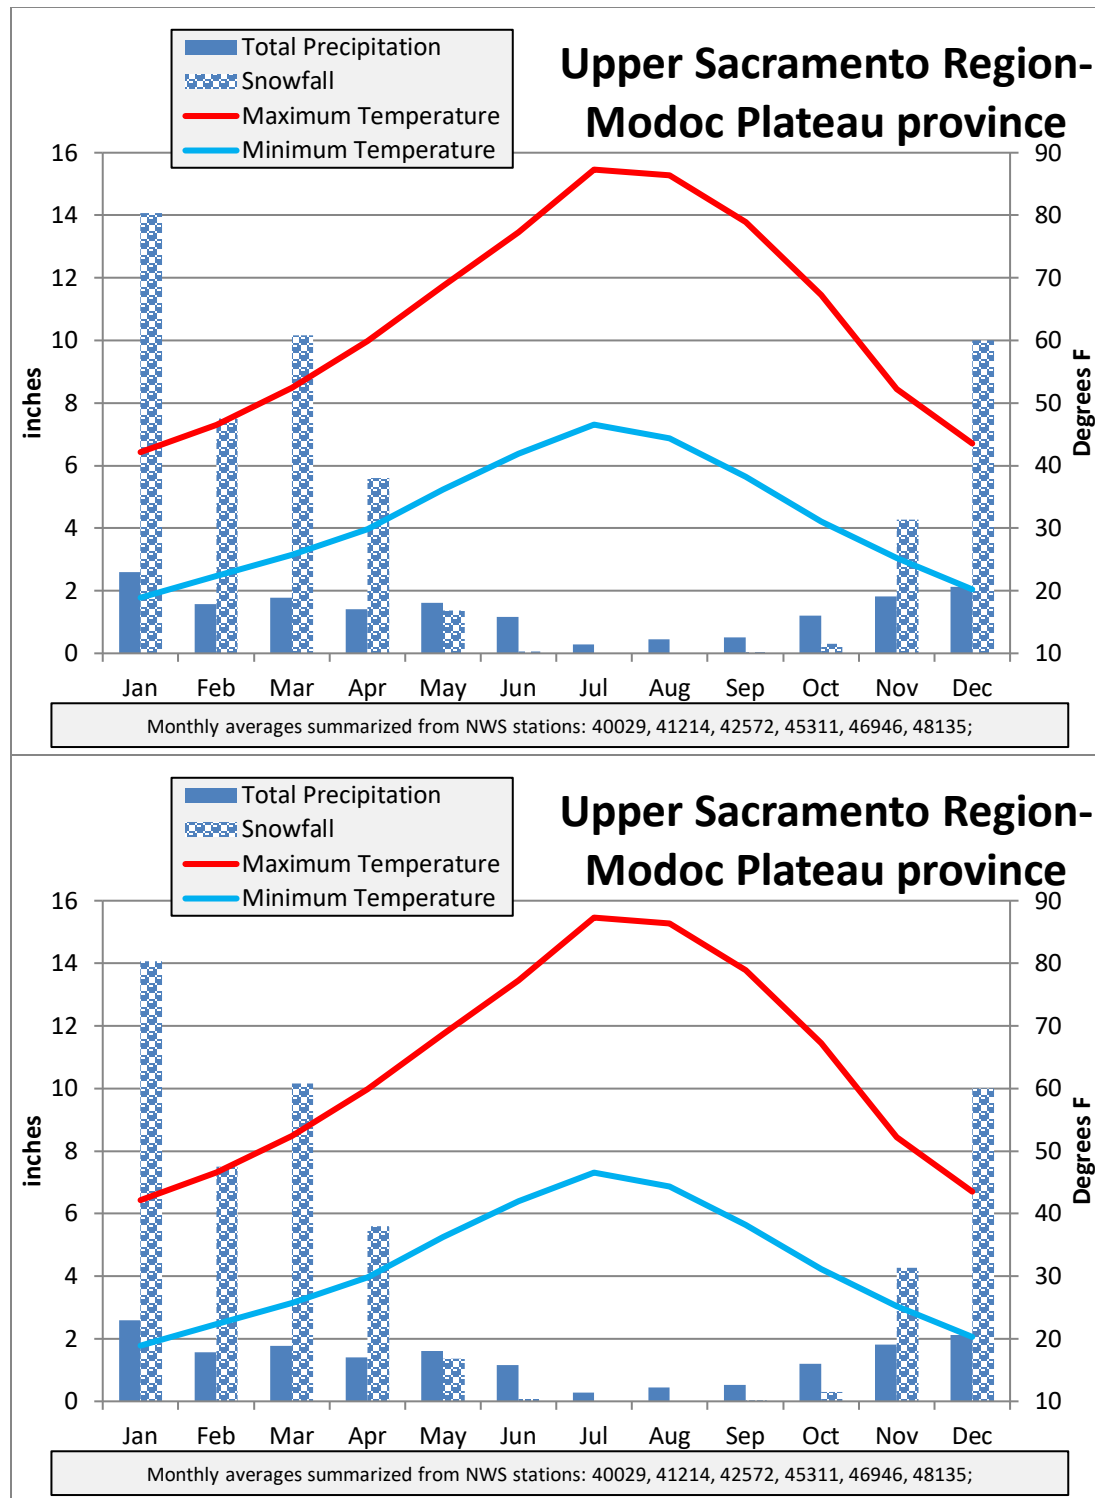 Total Precipitation
Snowfall
Maximum Temperature
Minimum Temperature
Upper Sacramento Region-
Modoc Plateau province
16
14
12
10
8
6
4
2
0
inches
90
80
70
60
50
40
30
20
10
Degrees F
Jan Feb Mar Apr May Jun Jul Aug Sep Oct Nov Dec
Monthly averages summarized from NWS stations: 40029, 41214, 42572, 45311, 46946, 48135;
Total Precipitation
Snowfall
Maximum Temperature
Minimum Temperature
Upper Sacramento Region-
Modoc Plateau province
16
14
12
10
8
6
4
2
0
inches
90
80
70
60
50
40
30
20
10
Degrees F
Jan Feb Mar Apr May Jun Jul Aug Sep Oct Nov Dec
Monthly averages summarized from NWS stations: 40029, 41214, 42572, 45311, 46946, 48135;